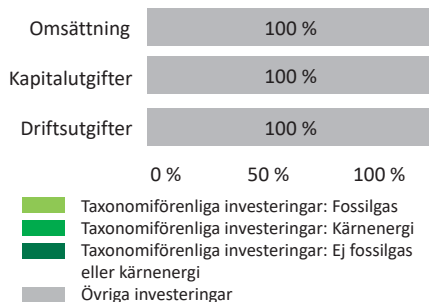 Omsättning 100 %
Kapitalutgifter 100 %
Driftsutgifter 100 %
0 % 50 % 100 %
Taxonomiförenliga investeringar: Fossilgas
Taxonomiförenliga investeringar: Kärnenergi
Taxonomiförenliga investeringar: Ej fossilgas
eller kärnenergi
Övriga investeringar